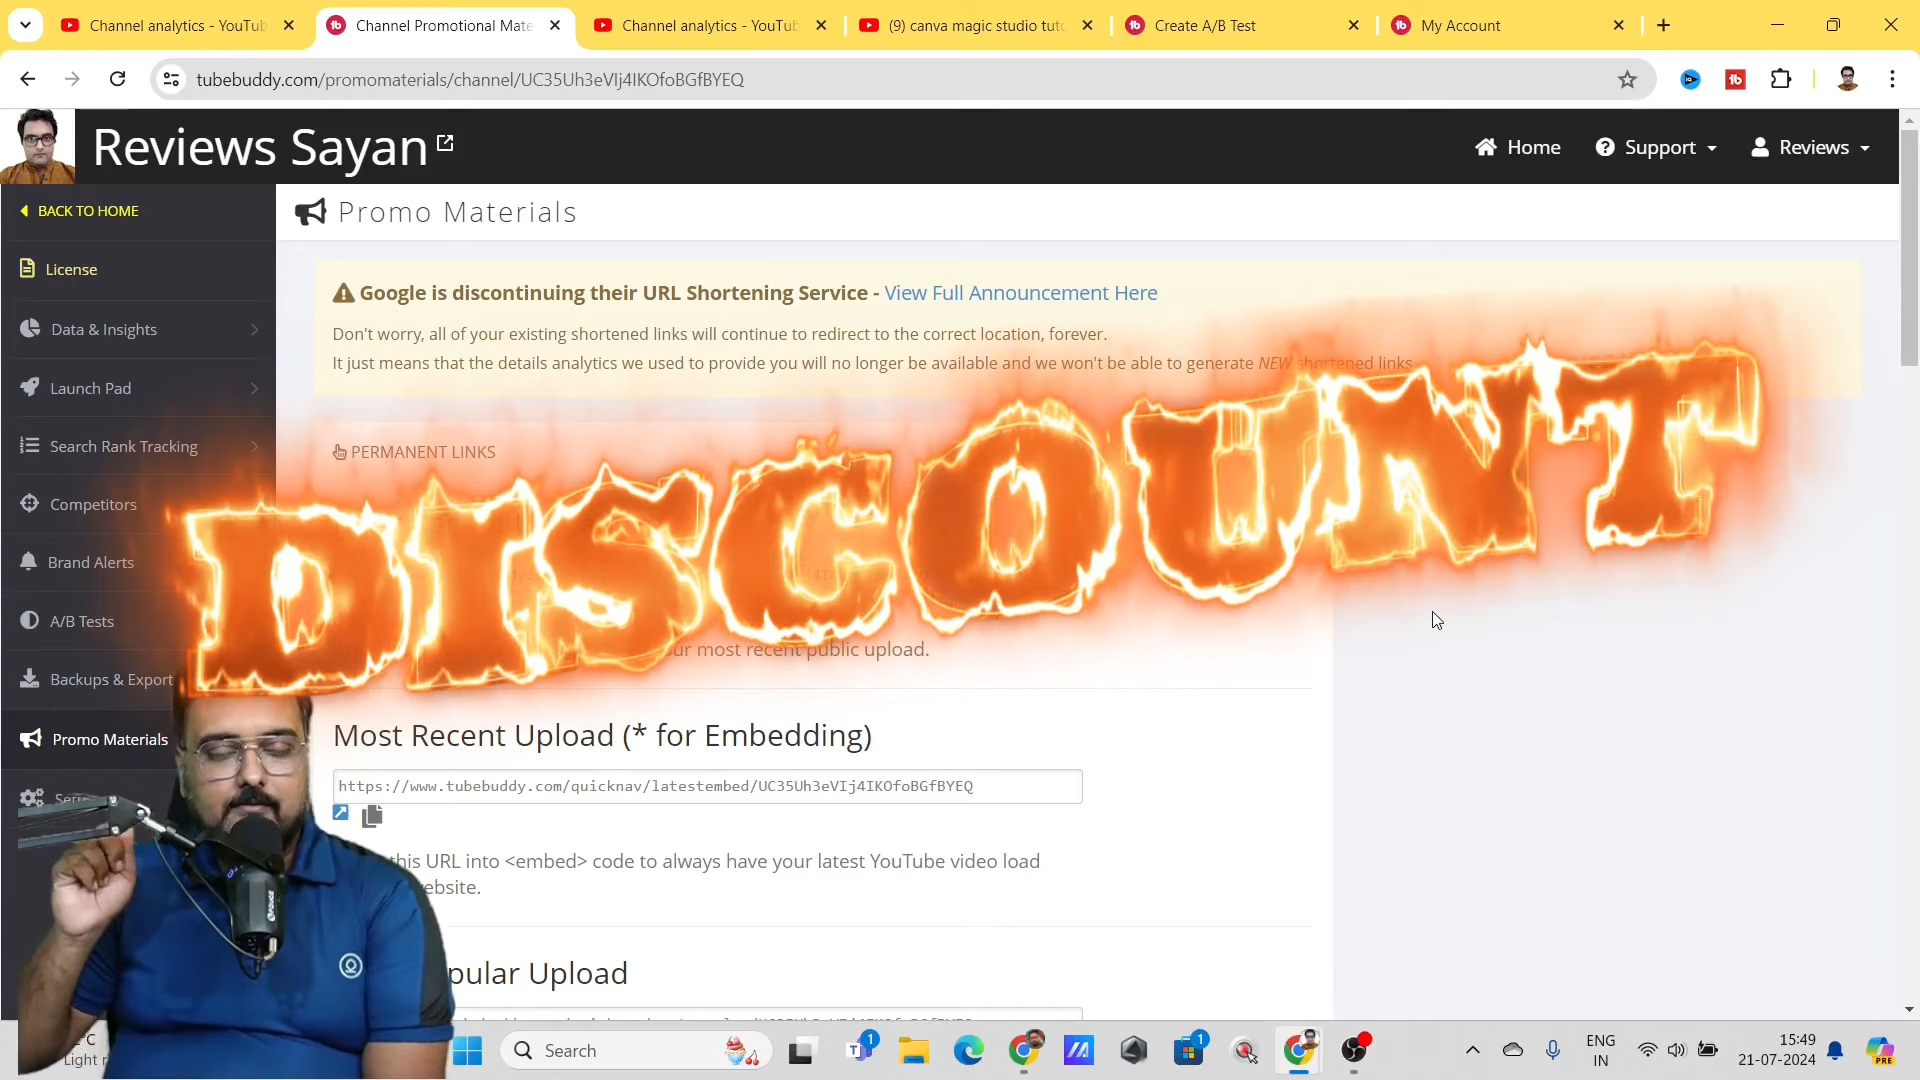 Channel analytics - YouTub
Channel Promotional Mate
Channel analytics - YouTub
(9) canva magic studio tuto
Create A/B Test
My Account
tubebuddy.com/promomaterials/channel/UC35Uh3eVIj4IKOfoBGfBYEQ
Reviews Sayan
Home
Support
Reviews
BACK TO HOME
Promo Materials
License
Data & Insights
Launch Pad
Search Rank Tracking
Competitors
Brand Alerts
A/B Tests
Backups & Export
Promo Materials
Google is discontinuing their URL Shortening Service - View Full Announcement Here
Don't worry, all of your existing shortened links will continue to redirect to the correct location, forever.
It just means that the details analytics we used to provide you will no longer be available and we won't be able to generate NEW shortened links
PERMANENT LINKS
DISCOUNT
most recent public upload.
Most Recent Upload (* for Embedding)
https://www.tubebuddy.com/quicknav/latestembed/UC35Uh3eVIj4IKOfoBGfBYEQ
this URL into <embed> code to always have your latest YouTube video load
Upload
Search
1
1
ENG
IN
15:49
21-07-2024
PRE